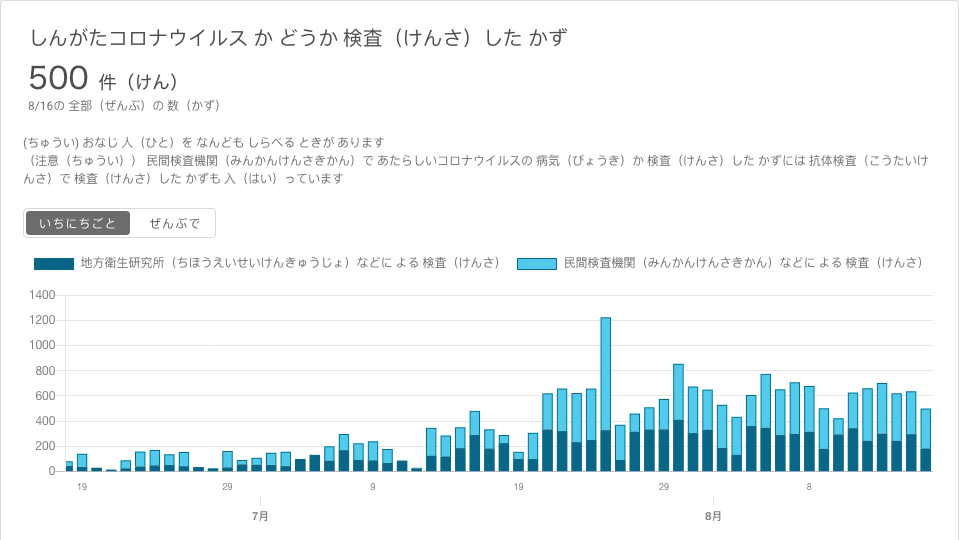 しんがたコロナウイルス か どうか 検査（けんさ）した かず
500 件（けん）
8/16の 全部（ぜんぶ）の 数（かず）
(ちゅうい) おなじ 人（ひと）を なんども しらべる ときが あります
（注意（ちゅうい）） 民間検査機関（みんかんけんさきかん）で あたらしいコロナウイルスの 病気（びょうき）か 検査（けんさ）した かずには 抗体検査（こうたいけ
んさ）で 検査（けんさ）した かずも 入（はい）っています
いちにちごと ぜんぶで
地方衛生研究所（ちほうえいせいけんきゅうじょ）などに よる 検査（けんさ） 民間検査機関（みんかんけんさきかん）などに よる 検査（けんさ）
1400
1200
1000
800
600
400
200
0
19 29 9 19 29 8
7月 8月